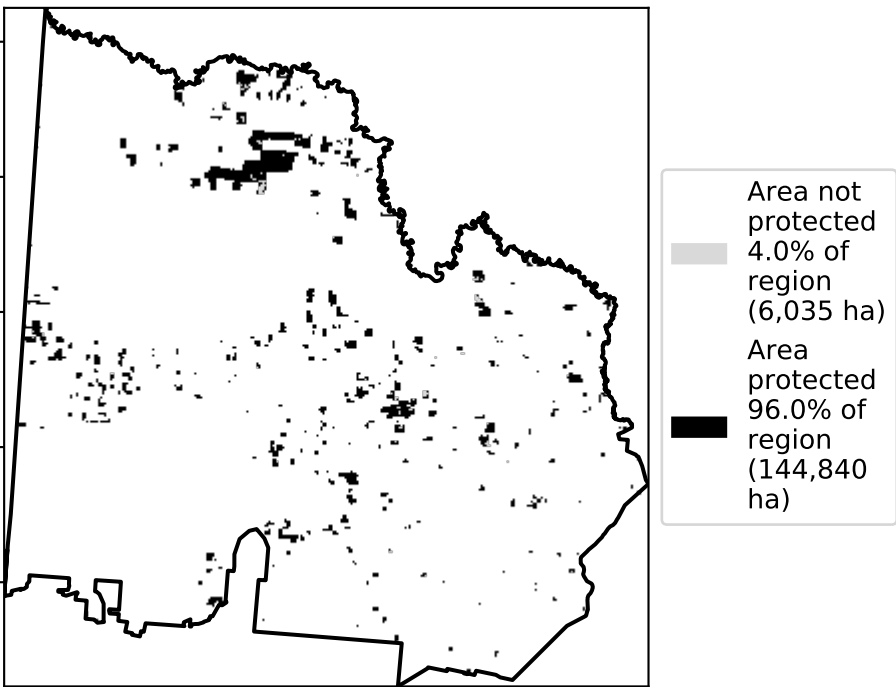 Area not
protected
4.0% of
region
(6,035 ha)
Area
protected
96.0% of
region
(144,840
ha)